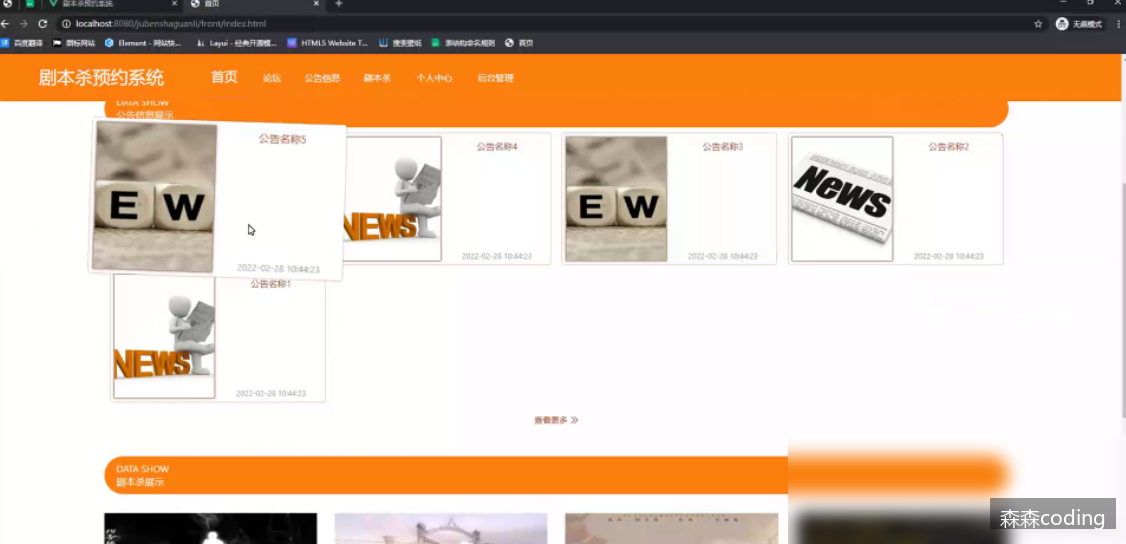 剧本杀预约系统
首页
localhost:8080/jubenshaguanli/front/index.html
无痕模式
百度翻译
图标网站
Element - 网站快...
Layui - 经典开源模...
HTML5 Website T...
搜索壁纸
表结构命名规则
首页
剧本杀预约系统
首页
论坛
公告信息
剧本杀
个人中心
后台管理
DATA SHOW
公告信息展示
公告名称5
EW
2022-02-28 10:44:23
公告名称4
NEWS
2022-02-28 10:44:23
公告名称3
EW
2022-02-28 10:44:23
公告名称2
News
2022-02-28 10:44:23
公告名称1
NEWS
2022-02-28 10:44:23
查看更多
DATA SHOW
剧本杀展示
森森coding